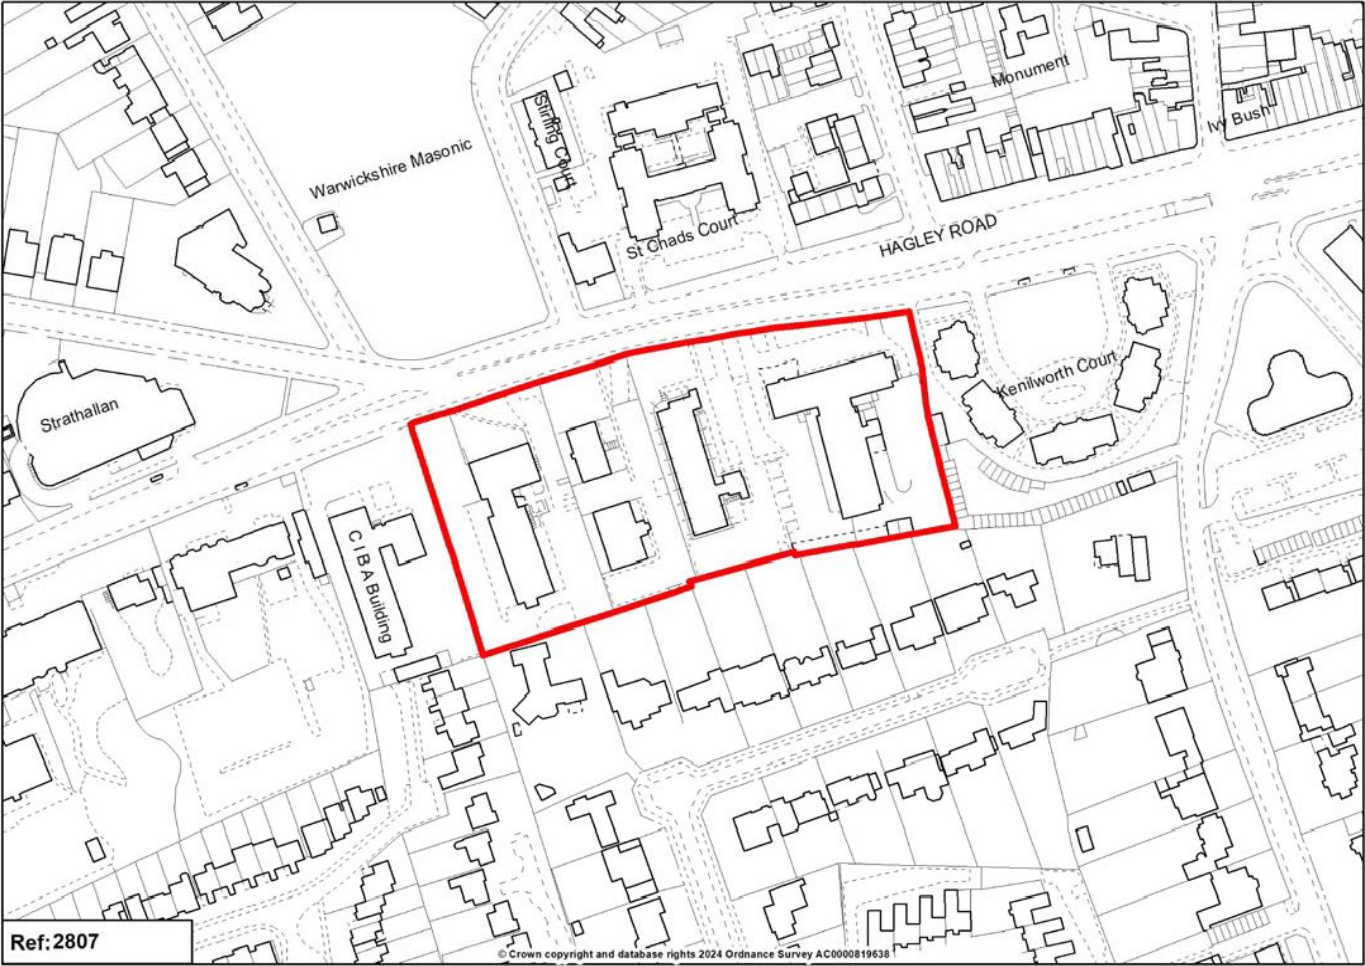 Monument
Ivy Bush
Stirling Court
Warwickshire Masonic
St Chads Court
HAGLEY ROAD
Kenilworth Court
Strathallan
C I B A Building
Ref: 2807
© Crown copyright and database rights 2024 Ordnance Survey AC0000819638